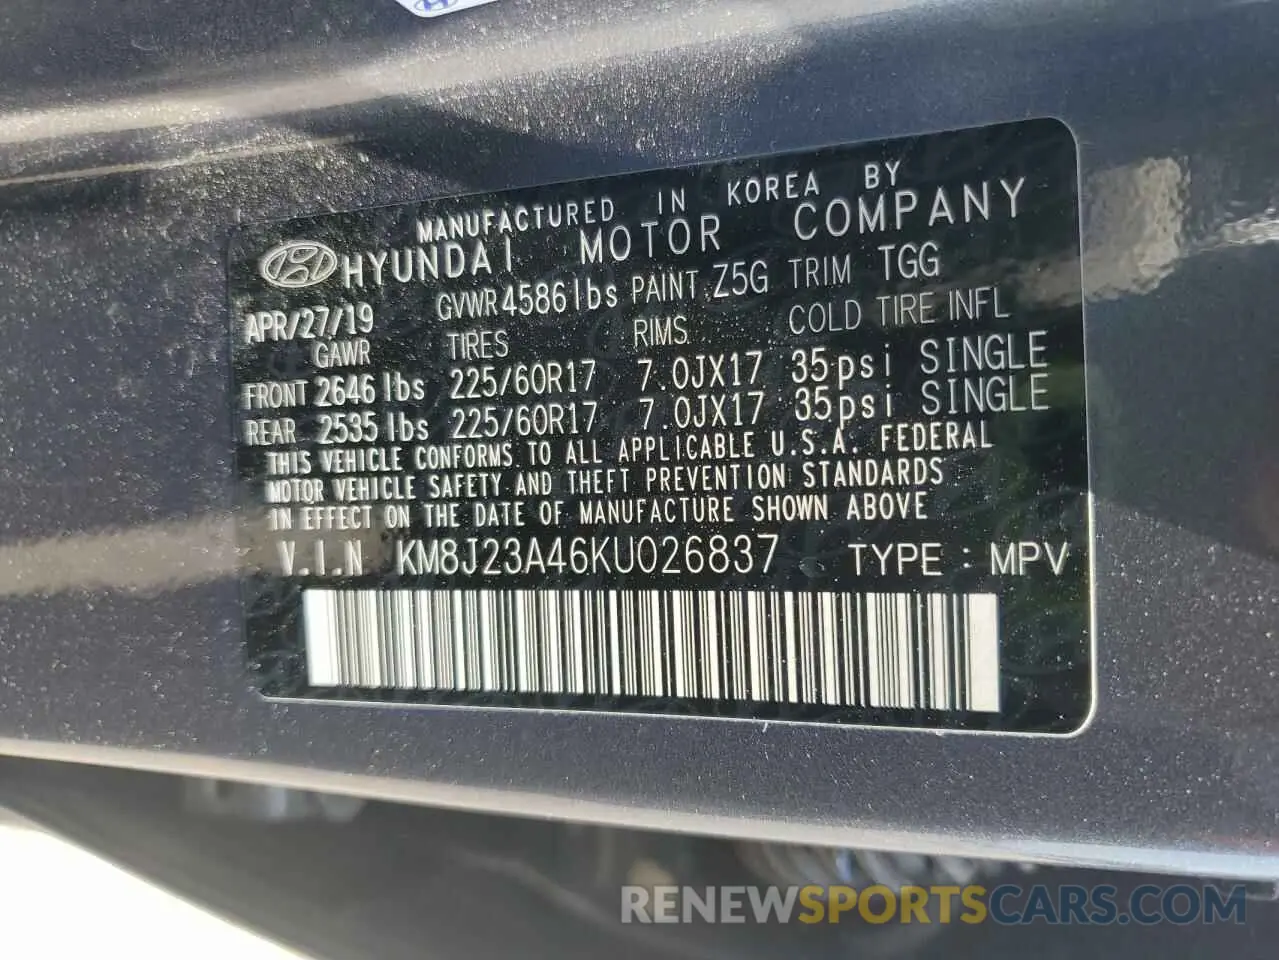 MANUFACTURED IN KOREA BY
HYUNDAI MOTOR COMPANY
APR/27/19 GVWR 4586 lbs PAINT Z5G TRIM TGG
GAWR TIRES RIMS COLD TIRE INFL
FRONT 2646 lbs 225/60R17 7.0JX17 35psi SINGLE
REAR 2535 lbs 225/60R17 7.0JX17 35psi SINGLE
THIS VEHICLE CONFORMS TO ALL APPLICABLE U.S.A. FEDERAL
MOTOR VEHICLE SAFETY AND THEFT PREVENTION STANDARDS
IN EFFECT ON THE DATE OF MANUFACTURE SHOWN ABOVE
V.I.N KM8J23A46KU026837 TYPE : MPV
RENEWSPORTSCARS.COM